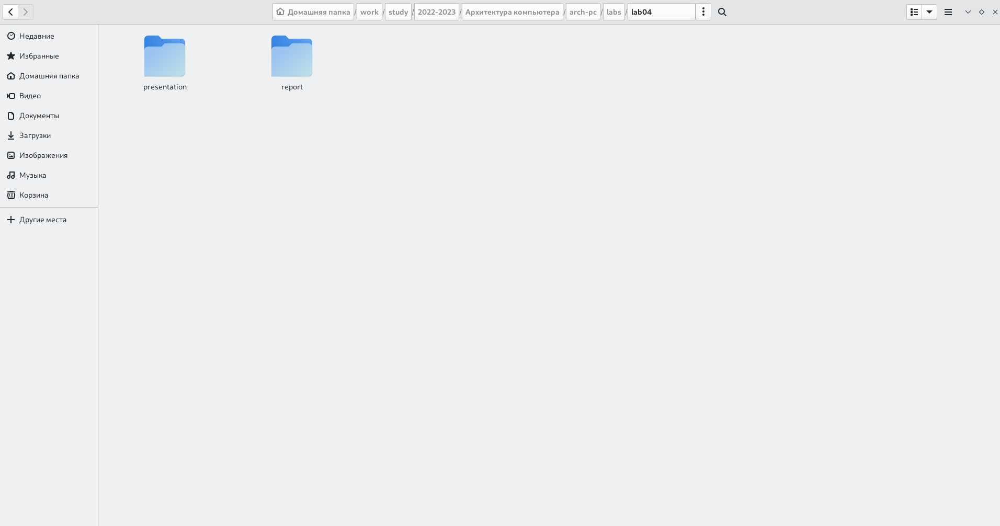 Домашняя папка / work / study / 2022-2023 / Архитектура компьютера / arch-pc / labs / lab04
Недавние
Избранные
Домашняя папка
Видео
Документы
Загрузки
Изображения
Музыка
Корзина
Другие места
presentation
report